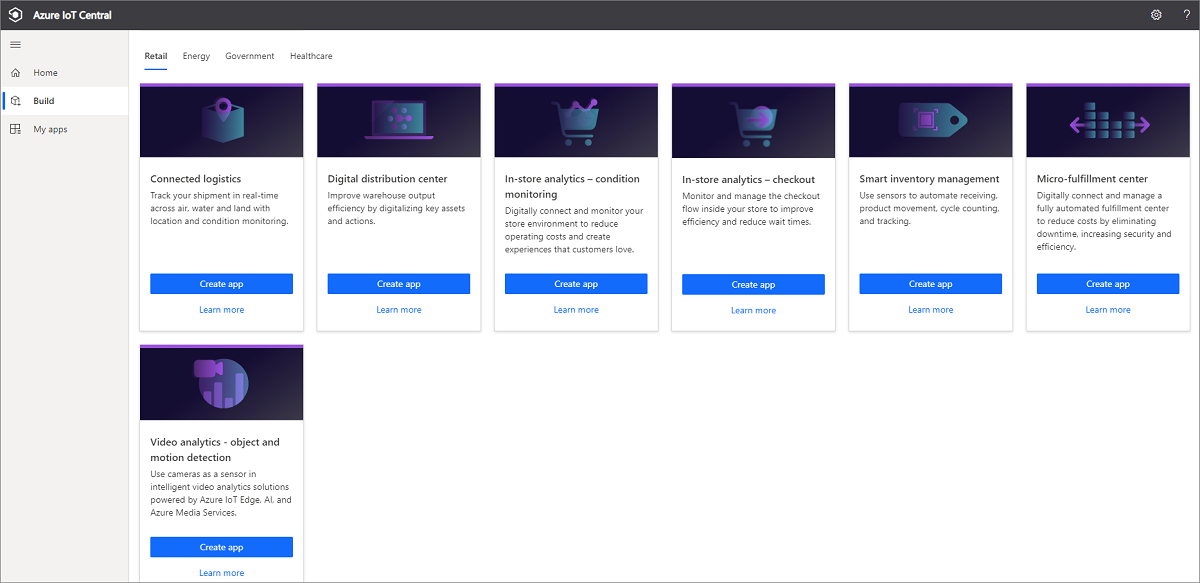 Azure IoT Central
?
Home
Build
My apps
Retail
Energy
Government
Healthcare
Connected logistics
Track your shipment in real-time
across air, water and land with
location and condition monitoring.
Create app
Learn more
Digital distribution center
Improve warehouse output
efficiency by digitalizing key assets
and actions.
Create app
Learn more
In-store analytics – condition
monitoring
Digitally connect and monitor your
store environment to reduce
operating costs and create
experiences that customers love.
Create app
Learn more
In-store analytics – checkout
Monitor and manage the checkout
flow inside your store to improve
efficiency and reduce wait times.
Create app
Learn more
Smart inventory management
Use sensors to automate receiving,
product movement, cycle counting,
and tracking.
Create app
Learn more
Micro-fulfillment center
Digitally connect and manage a
fully automated fulfillment center
to reduce costs by eliminating
downtime, increasing security and
efficiency.
Create app
Learn more
Video analytics - object and
motion detection
Use cameras as a sensor in
intelligent video analytics solutions
powered by Azure IoT Edge, AI, and
Azure Media Services.
Create app
Learn more